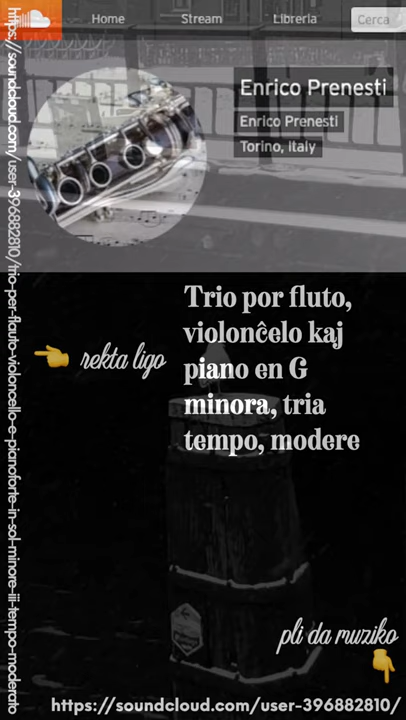 Home Stream Libreria Cerca
Enrico Prenesti
Enrico Prenesti
Torino, italy
https://soundcloud.com/user-396882810/trio-per-flauto-violoncello-e-pianoforte-in-sol-minore-iii-tempo-moderato
Trio por fluto,
violonĉelo kaj
piano en G
minora, tria
tempo, modere
👈 rekta ligo
pli da muziko
👇
https://soundcloud.com/user-396882810/